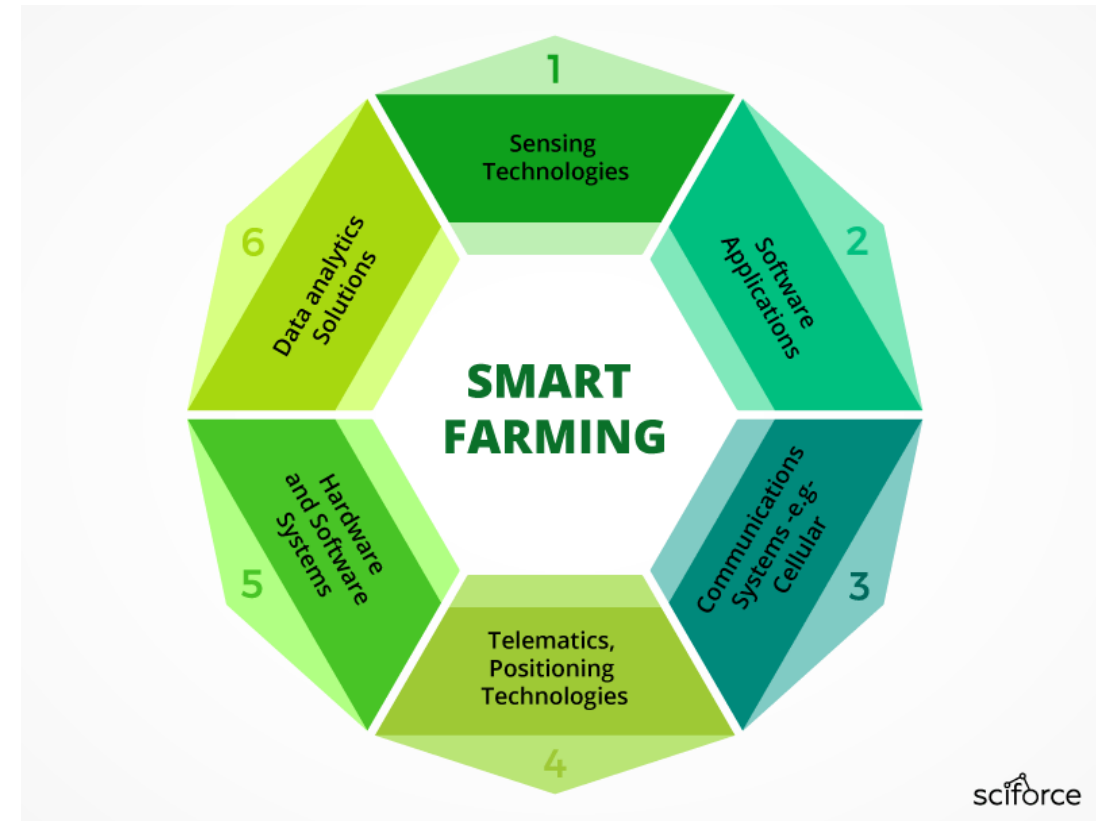 1
Sensing
Technologies
2
Software
Applications
3
Communications
Systems -e.g-
Cellular
4
Telematics,
Positioning
Technologies
5
Hardware
and Software
Systems
6
Data analytics
Solutions
SMART
FARMING
sciforce